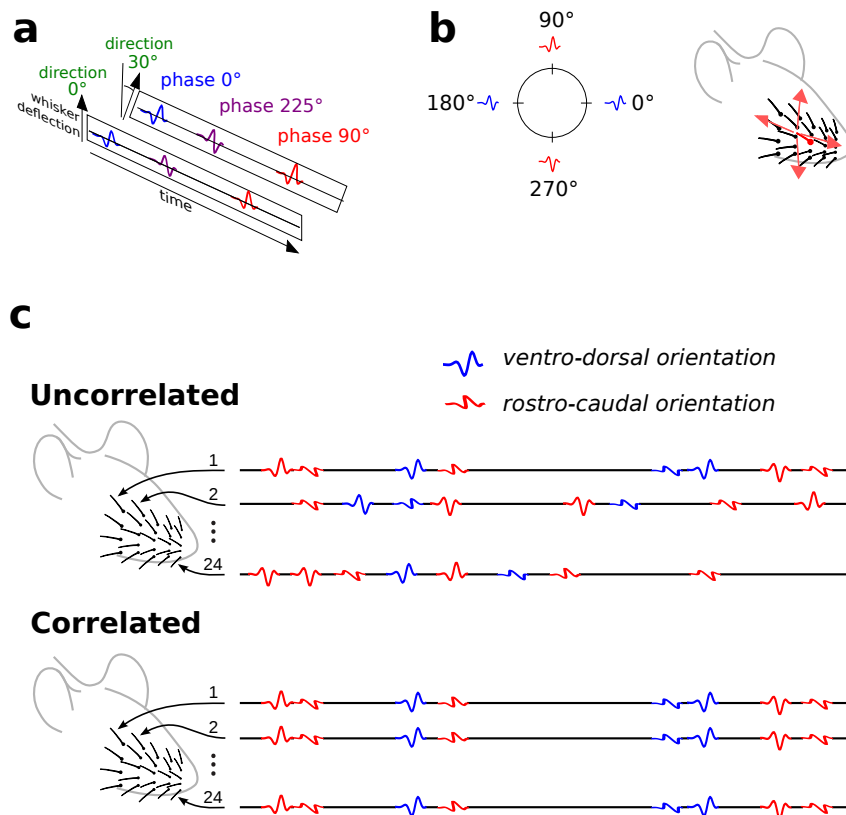 a
direction
0°
direction
30°
whisker
deflection
phase 0°
phase 225°
phase 90°
time
b
90°
180°
0°
270°
c
ventro-dorsal orientation
rostro-caudal orientation
Uncorrelated
1
2
24
Correlated
1
2
24